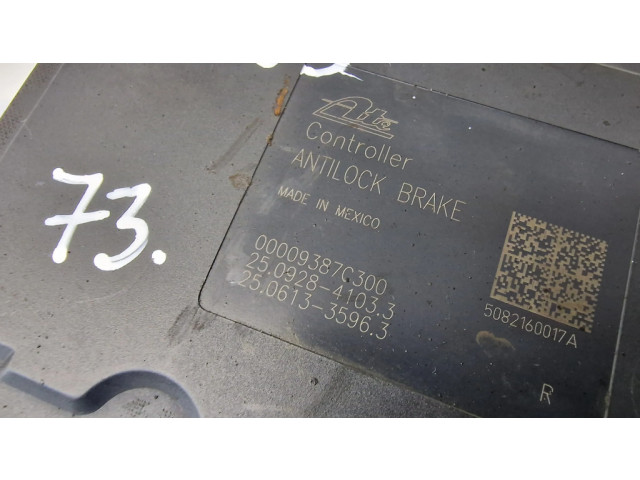 73.
Ate
Controller
ANTILOCK BRAKE
MADE IN MEXICO
00009387C300
25.0928-4103.3
25.0613-3596.3
5082160017A
R